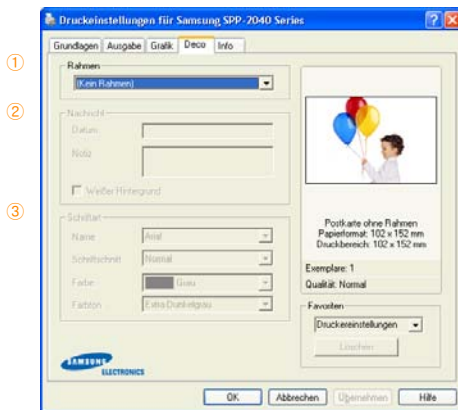 Druckeinstellungen für Samsung SPP-2040 Series
Grundlagen Ausgabe Grafik Deco Info
① Rahmen
(Kein Rahmen)
② Nachricht
Datum
Notiz
Weißer Hintergrund
③ Schriftart
Name Arial
Schriftschnitt Normal
Farbe Grau
Farbton Extra Dunkelgrau
Postkarte ohne Rahmen
Papierformat: 102 x 152 mm
Druckbereich: 102 x 152 mm
Exemplare: 1
Qualität: Normal
Favoriten
Druckereinstellungen
Löschen
SAMSUNG
ELECTRONICS
OK Abbrechen Übernehmen Hilfe